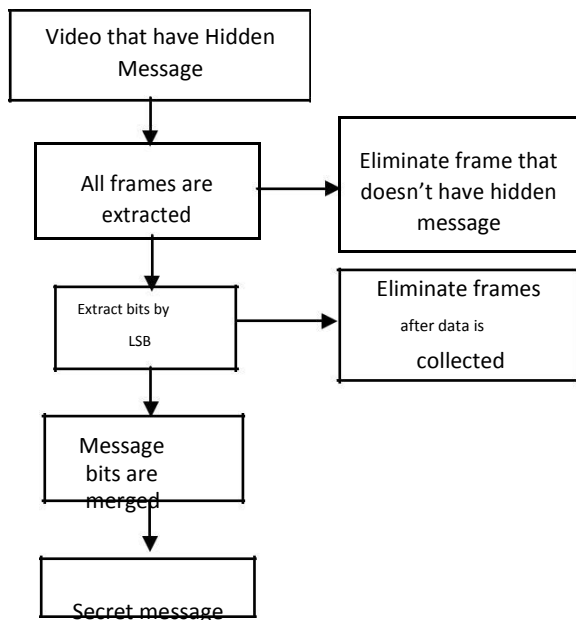 Video that have Hidden
Message
All frames are
extracted
Eliminate frame that
doesn’t have hidden
message
Extract bits by
LSB
Eliminate frames
after data is
collected
Message
bits are
merged
Secret message